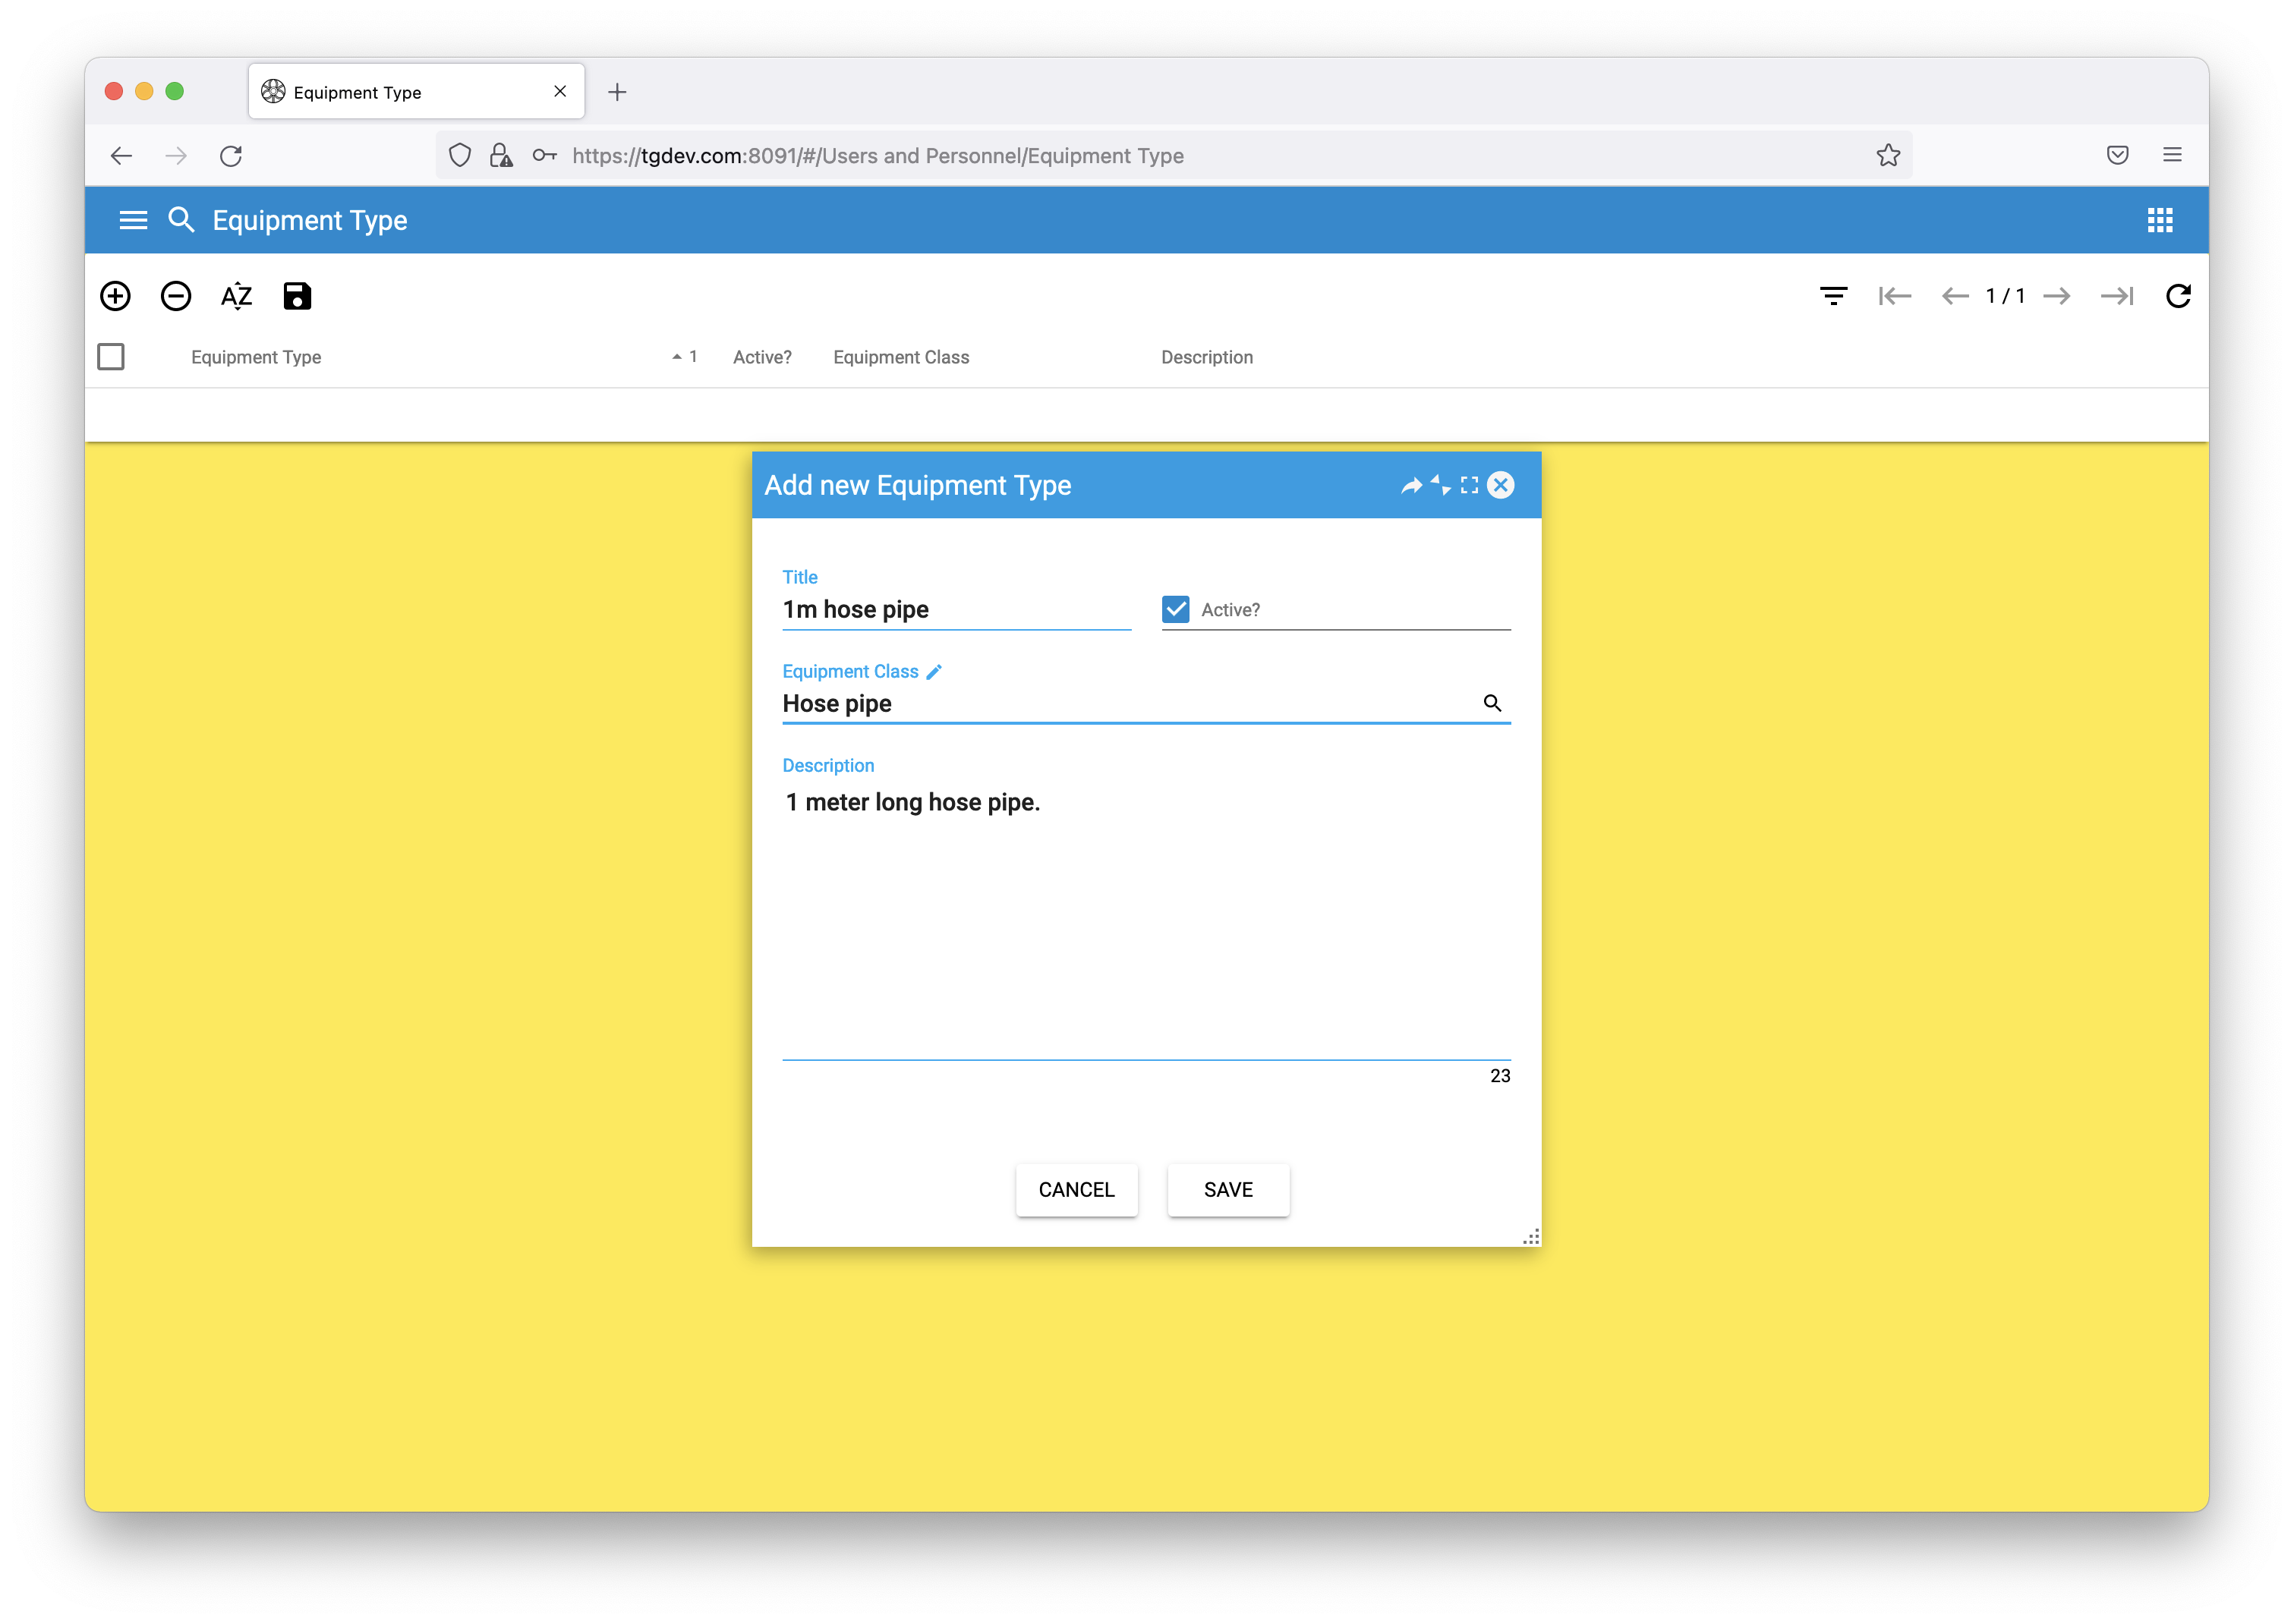 Equipment Type
https://tgdev.com:8091/#/Users and Personnel/Equipment Type
Equipment Type
AZ
1 / 1
Equipment Type 1 Active? Equipment Class Description
Add new Equipment Type
Title
1m hose pipe Active?
Equipment Class
Hose pipe
Description
1 meter long hose pipe.
23
CANCEL SAVE